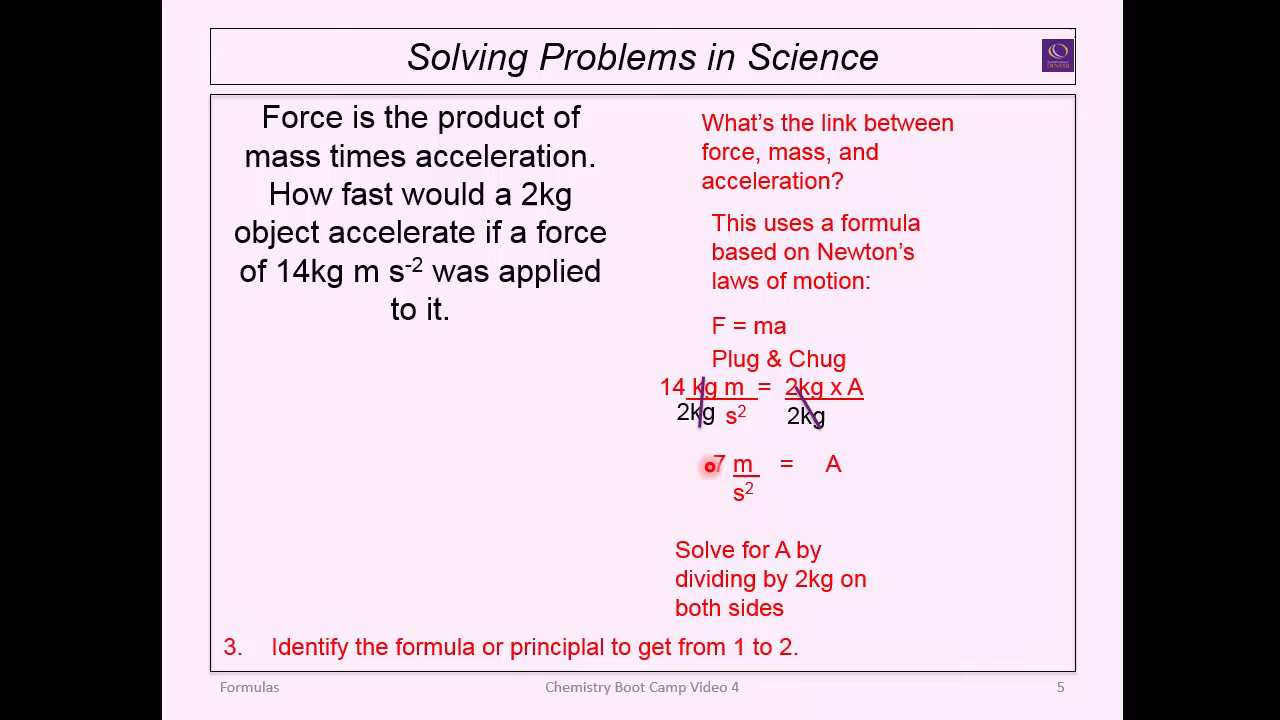 Solving Problems in Science
Force is the product of
mass times acceleration.
How fast would a 2kg
object accelerate if a force
of 14kg m s⁻² was applied
to it.
What's the link between
force, mass, and
acceleration?
This uses a formula
based on Newton's
laws of motion:
F = ma
Plug & Chug
14 kg m = 2kg x A
2kg s² 2kg
7 m = A
s²
Solve for A by
dividing by 2kg on
both sides
3. Identify the formula or principlal to get from 1 to 2.
Formulas
Chemistry Boot Camp Video 4
5